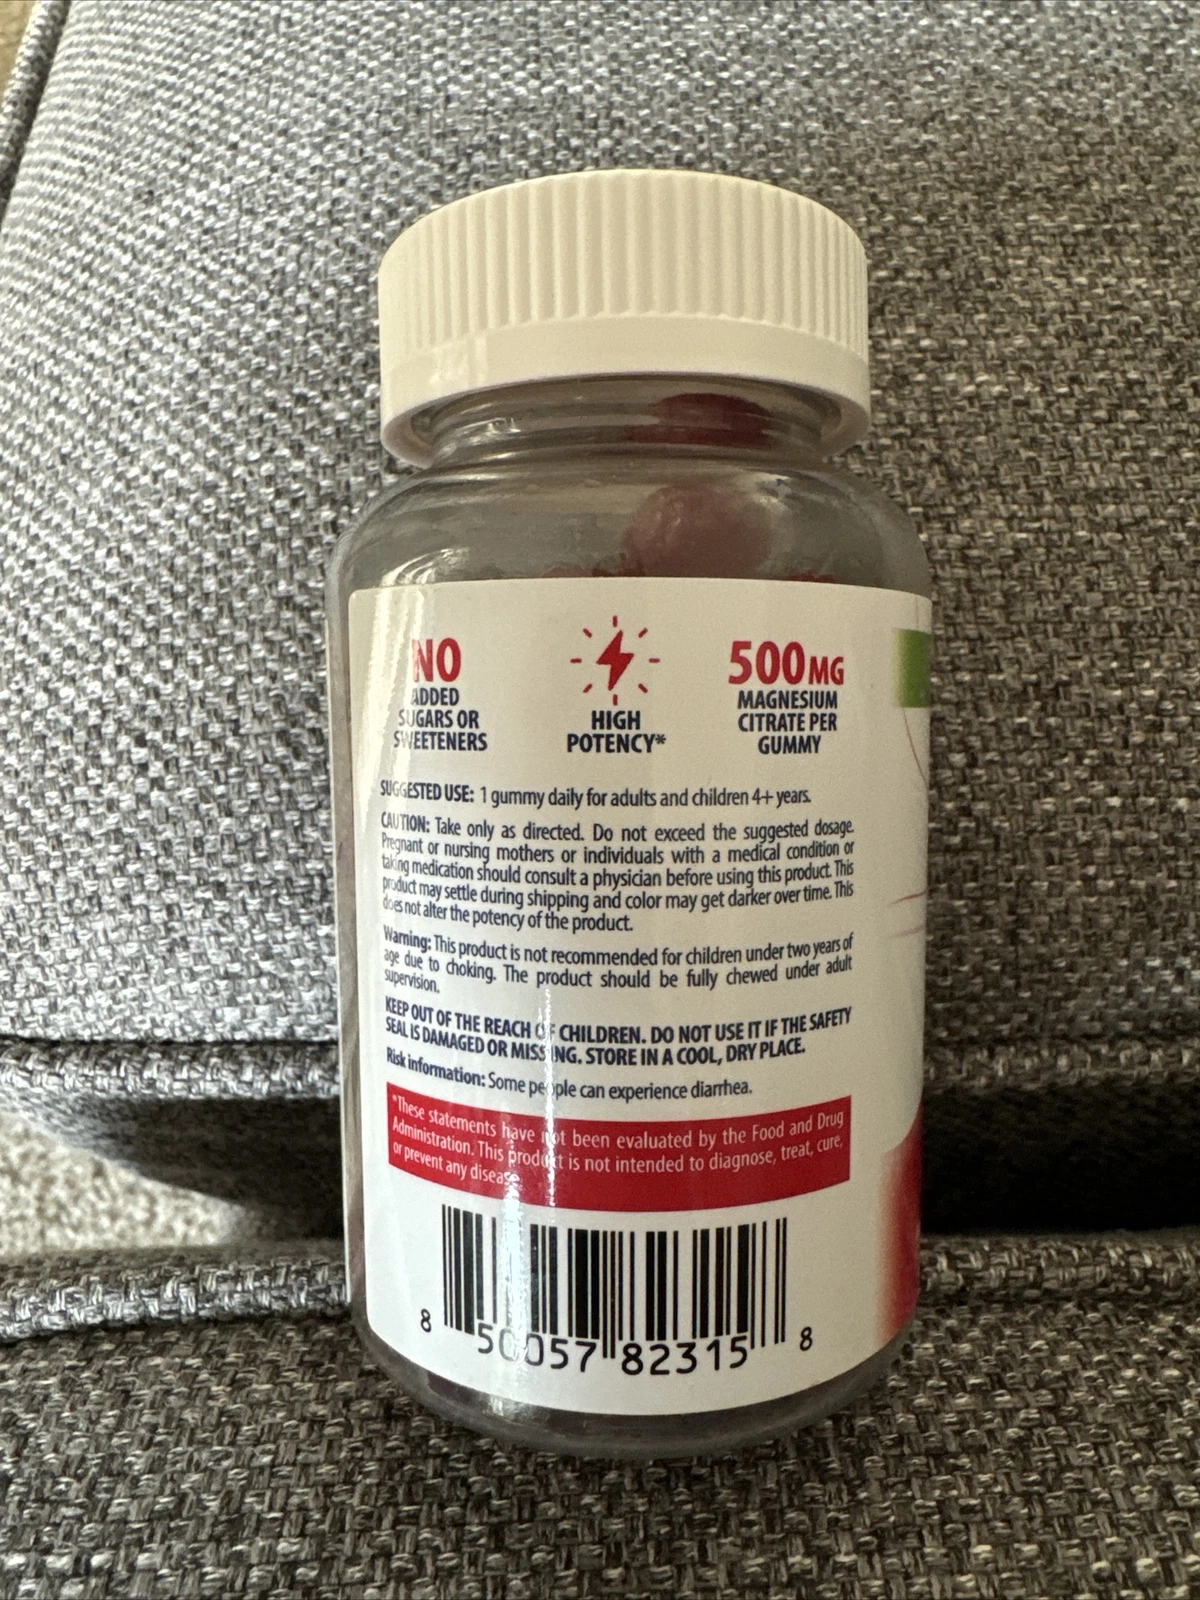 NO
ADDED
SUGARS OR
SWEETENERS
HIGH
POTENCY*
500MG
MAGNESIUM
CITRATE PER
GUMMY
SUGGESTED USE: 1 gummy daily for adults and children 4+ years.
CAUTION: Take only as directed. Do not exceed the suggested dosage.
Pregnant or nursing mothers or individuals with a medical condition or
taking medication should consult a physician before using this product. This
product may settle during shipping and color may get darker over time. This
does not alter the potency of the product.
Warning: This product is not recommended for children under two years of
age due to choking. The product should be fully chewed under adult
supervision.
KEEP OUT OF THE REACH OF CHILDREN. DO NOT USE IT IF THE SAFETY
SEAL IS DAMAGED OR MISSING. STORE IN A COOL, DRY PLACE.
Risk information: Some people can experience diarrhea.
*These statements have not been evaluated by the Food and Drug
Administration. This product is not intended to diagnose, treat, cure,
or prevent any disease.
8 50057 82315 8